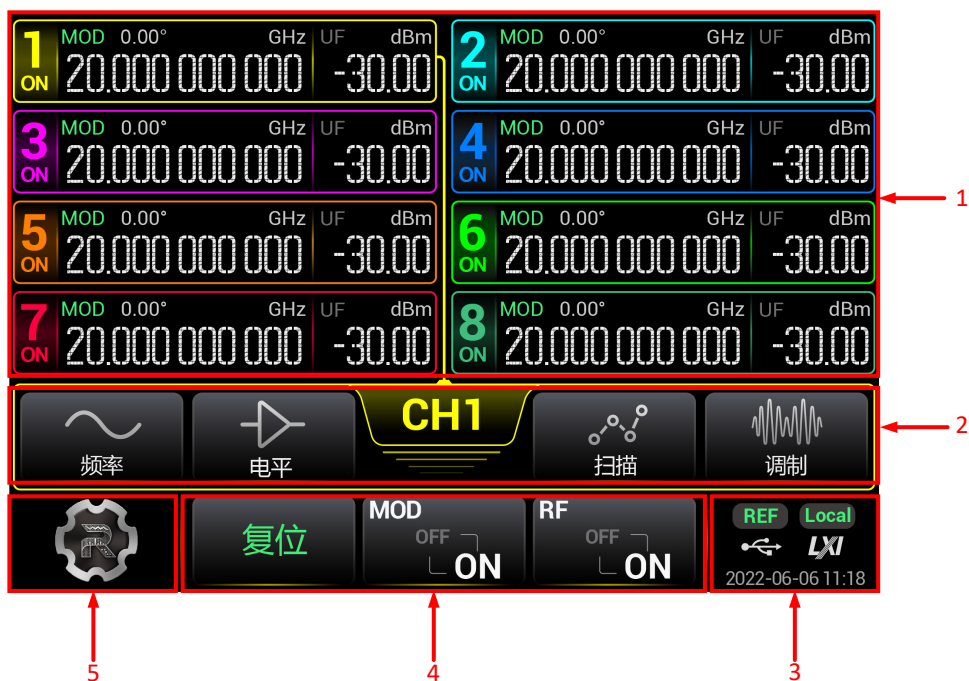 1 MOD 0.00° GHz UF dBm
ON 20.000 000 000 -30.00
2 MOD 0.00° GHz UF dBm
ON 20.000 000 000 -30.00
3 MOD 0.00° GHz UF dBm
ON 20.000 000 000 -30.00
4 MOD 0.00° GHz UF dBm
ON 20.000 000 000 -30.00
1
5 MOD 0.00° GHz UF dBm
ON 20.000 000 000 -30.00
6 MOD 0.00° GHz UF dBm
ON 20.000 000 000 -30.00
7 MOD 0.00° GHz UF dBm
ON 20.000 000 000 -30.00
8 MOD 0.00° GHz UF dBm
ON 20.000 000 000 -30.00
频率
电平
CH1
扫描
调制
2
R
复位
MOD
OFF
ON
RF
OFF
ON
REF Local
LXI
2022-06-06 11:18
5
4
3